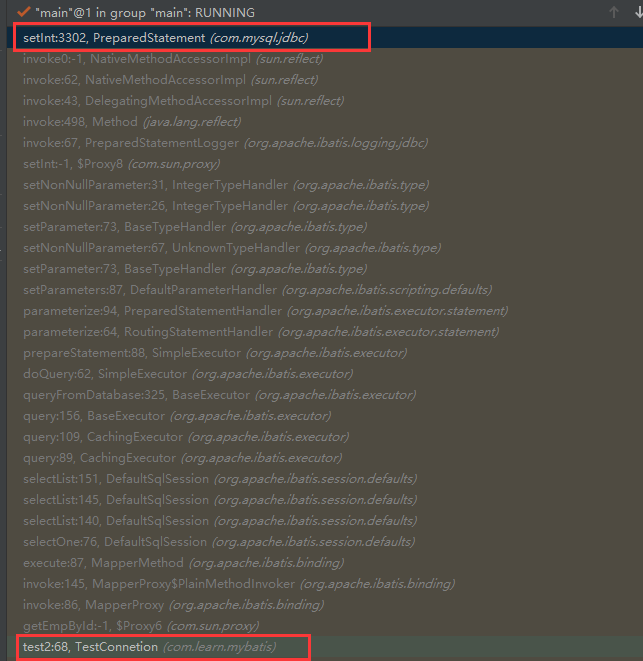 "main"@1 in group "main": RUNNING
setInt:3302, PreparedStatement (com.mysql.jdbc)
invoke0:-1, NativeMethodAccessorImpl (sun.reflect)
invoke:62, NativeMethodAccessorImpl (sun.reflect)
invoke:43, DelegatingMethodAccessorImpl (sun.reflect)
invoke:498, Method (java.lang.reflect)
invoke:67, PreparedStatementLogger (org.apache.ibatis.logging.jdbc)
setInt:-1, $Proxy8 (com.sun.proxy)
setNonNullParameter:31, IntegerTypeHandler (org.apache.ibatis.type)
setNonNullParameter:26, IntegerTypeHandler (org.apache.ibatis.type)
setParameter:73, BaseTypeHandler (org.apache.ibatis.type)
setNonNullParameter:67, UnknownTypeHandler (org.apache.ibatis.type)
setParameter:73, BaseTypeHandler (org.apache.ibatis.type)
setParameters:87, DefaultParameterHandler (org.apache.ibatis.scripting.defaults)
parameterize:94, PreparedStatementHandler (org.apache.ibatis.executor.statement)
parameterize:64, RoutingStatementHandler (org.apache.ibatis.executor.statement)
prepareStatement:88, SimpleExecutor (org.apache.ibatis.executor)
doQuery:62, SimpleExecutor (org.apache.ibatis.executor)
queryFromDatabase:325, BaseExecutor (org.apache.ibatis.executor)
query:156, BaseExecutor (org.apache.ibatis.executor)
query:109, CachingExecutor (org.apache.ibatis.executor)
query:89, CachingExecutor (org.apache.ibatis.executor)
selectList:151, DefaultSqlSession (org.apache.ibatis.session.defaults)
selectList:145, DefaultSqlSession (org.apache.ibatis.session.defaults)
selectList:140, DefaultSqlSession (org.apache.ibatis.session.defaults)
selectOne:76, DefaultSqlSession (org.apache.ibatis.session.defaults)
execute:87, MapperMethod (org.apache.ibatis.binding)
invoke:145, MapperProxy$PlainMethodInvoker (org.apache.ibatis.binding)
invoke:86, MapperProxy (org.apache.ibatis.binding)
getEmpById:-1, $Proxy6 (com.sun.proxy)
test2:68, TestConnetion (com.learn.mybatis)